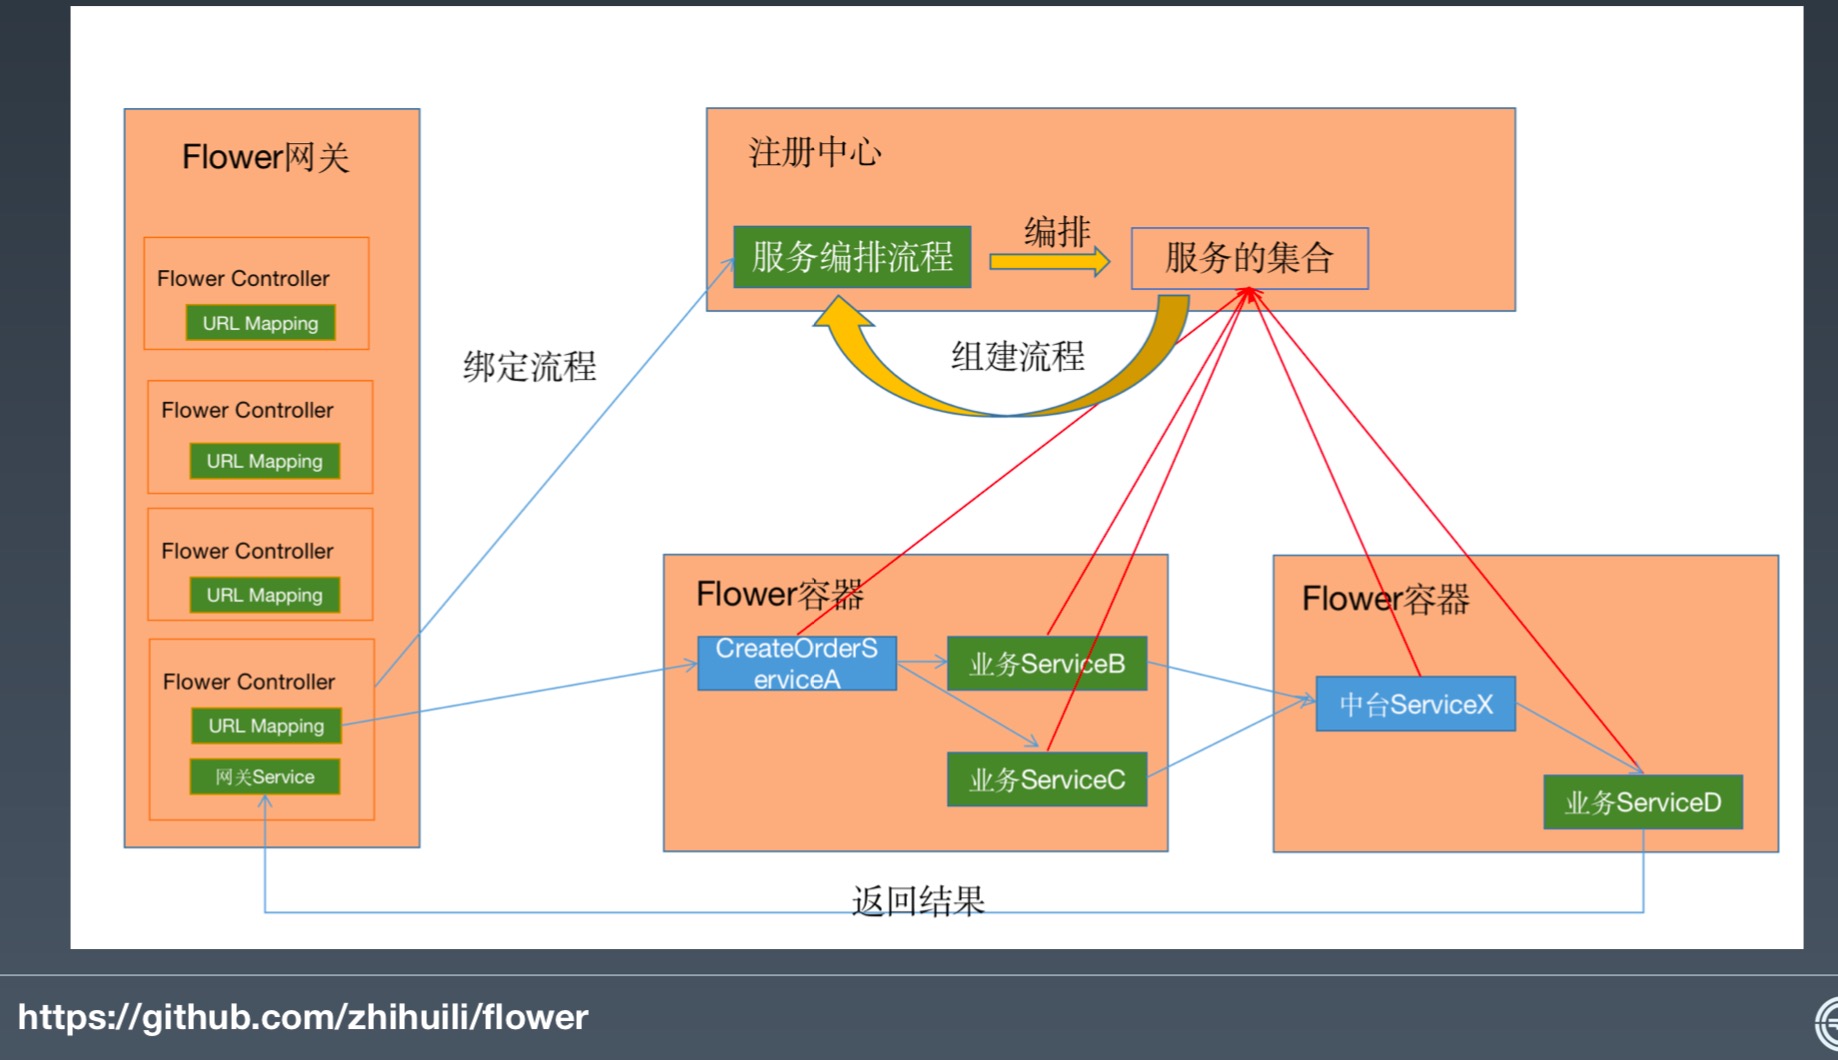 Flower网关
Flower Controller
URL Mapping
Flower Controller
URL Mapping
Flower Controller
URL Mapping
Flower Controller
URL Mapping
网关Service
绑定流程
注册中心
服务编排流程
编排
服务的集合
组建流程
Flower容器
CreateOrderS
erviceA
业务ServiceB
业务ServiceC
Flower容器
中台ServiceX
业务ServiceD
返回结果
https://github.com/zhihuili/flower